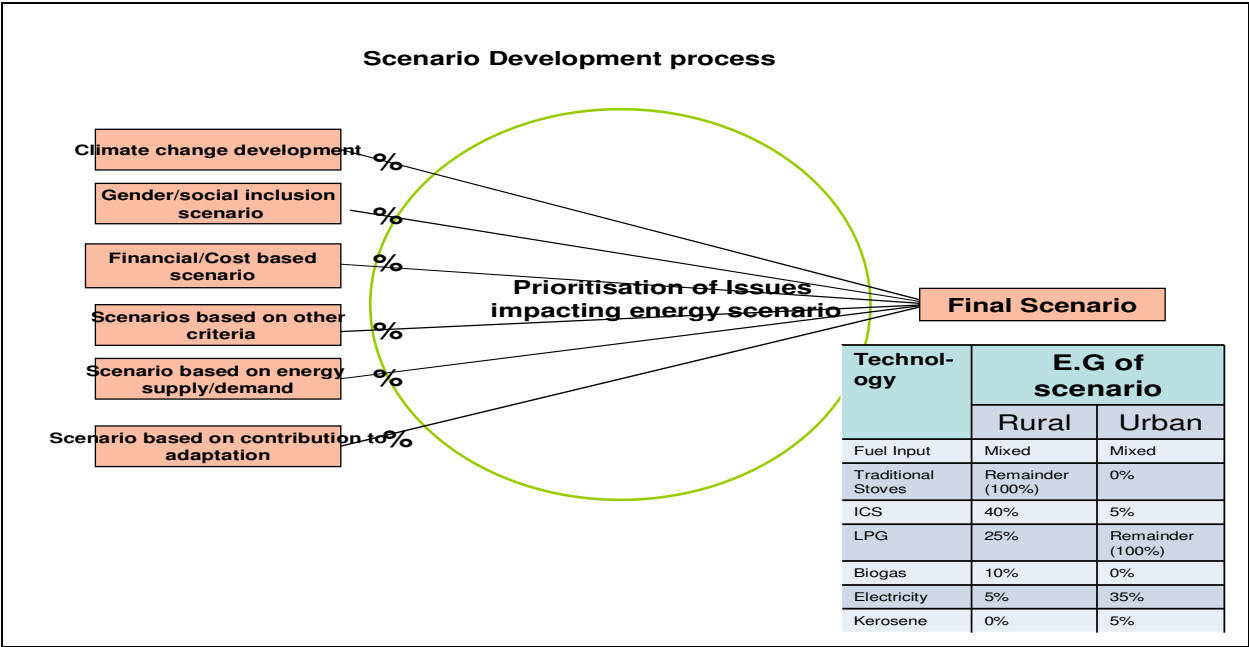 Scenario Development process
Climate change development
%
Gender/social inclusion
scenario
%
Financial/Cost based
scenario
%
Scenarios based on other
criteria
%
Scenario based on energy
supply/demand
%
Scenario based on contribution to
adaptation
%
Prioritisation of Issues
impacting energy scenario
Final Scenario
Technol-
ogy
E.G of
scenario
Rural Urban
Fuel Input Mixed Mixed
Traditional
Stoves
Remainder
(100%)
0%
ICS 40% 5%
LPG 25% Remainder
(100%)
Biogas 10% 0%
Electricity 5% 35%
Kerosene 0% 5%